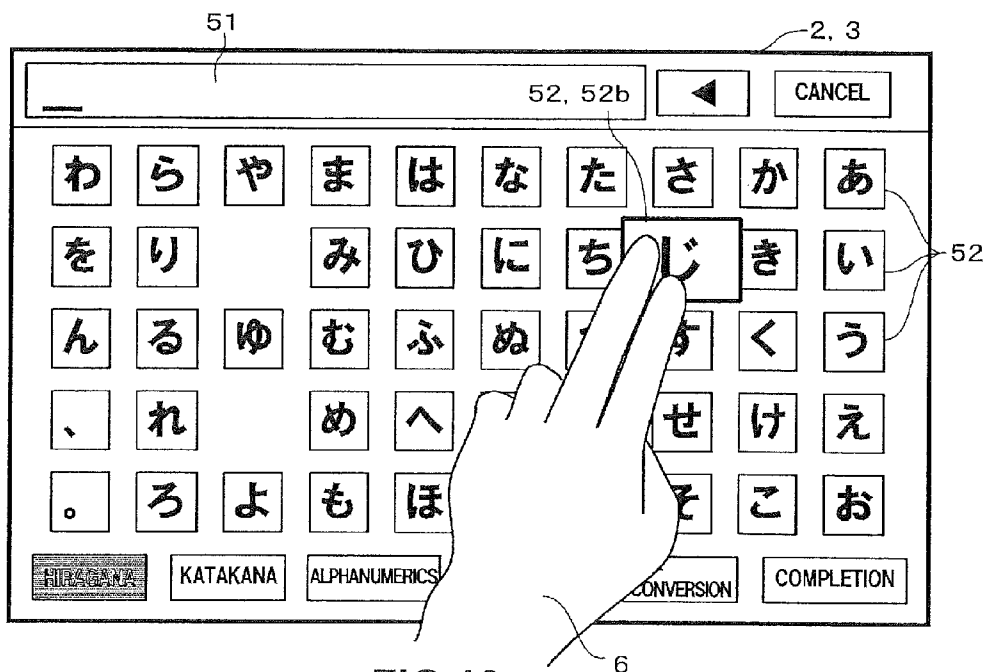 51
2, 3
52, 52b
CANCEL
わ ら や ま は な た さ か あ
を り み ひ に ち じ き い
52
ん る ゆ む ふ ぬ す く う
、 れ め へ せ け え
。 ろ よ も ほ そ こ お
HIRAGANA KATAKANA ALPHANUMERICS CONVERSION COMPLETION
6